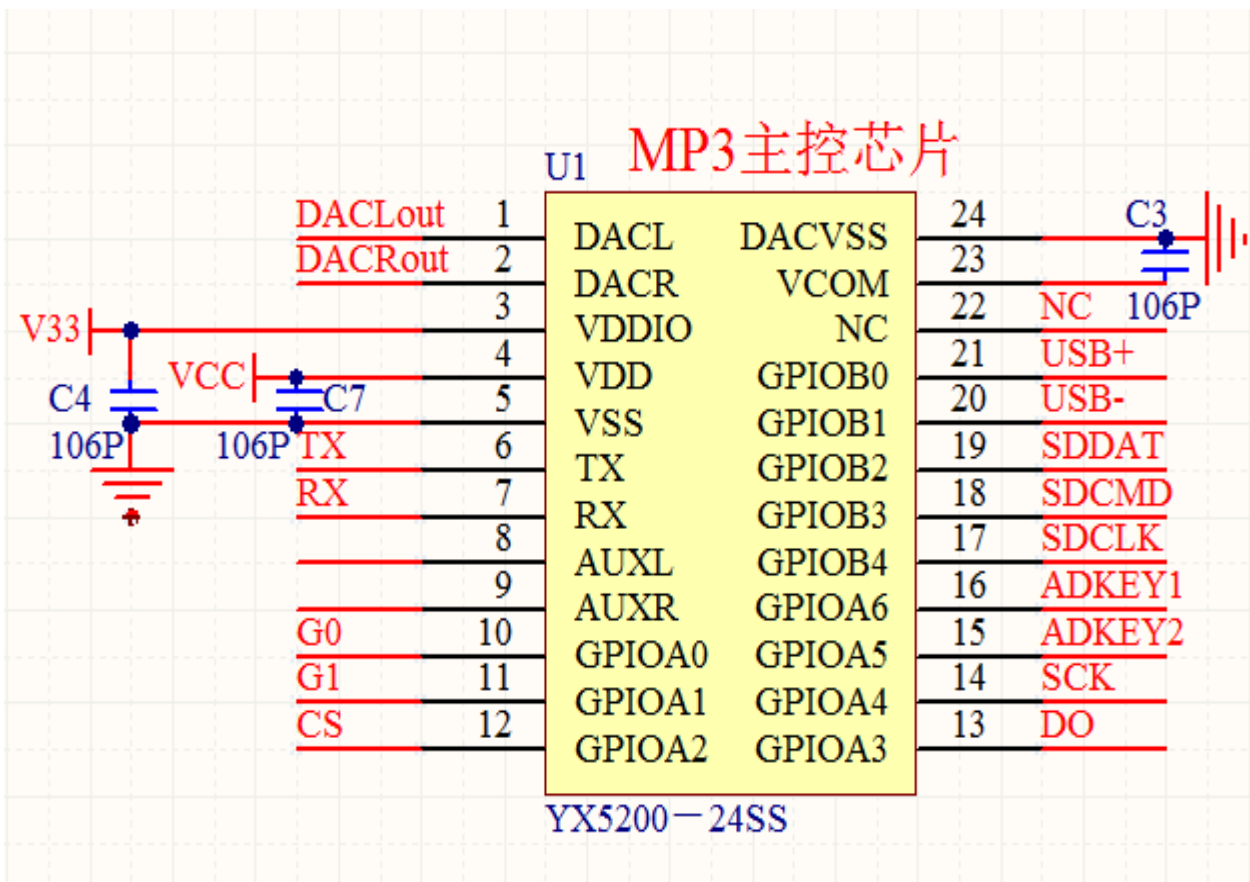 MP3主控芯片
U1
DACLout 1 DACL DACVSS 24 C3
DACRout 2 DACR VCOM 23
V33 3 VDDIO NC 22 NC 106P
VCC 4 VDD GPIOB0 21 USB+
C4 C7 5 VSS GPIOB1 20 USB-
106P 106P TX 6 TX GPIOB2 19 SDDAT
RX 7 RX GPIOB3 18 SDCMD
8 AUXL GPIOB4 17 SDCLK
9 AUXR GPIOA6 16 ADKEY1
G0 10 GPIOA0 GPIOA5 15 ADKEY2
G1 11 GPIOA1 GPIOA4 14 SCK
CS 12 GPIOA2 GPIOA3 13 DO
YX5200－24SS